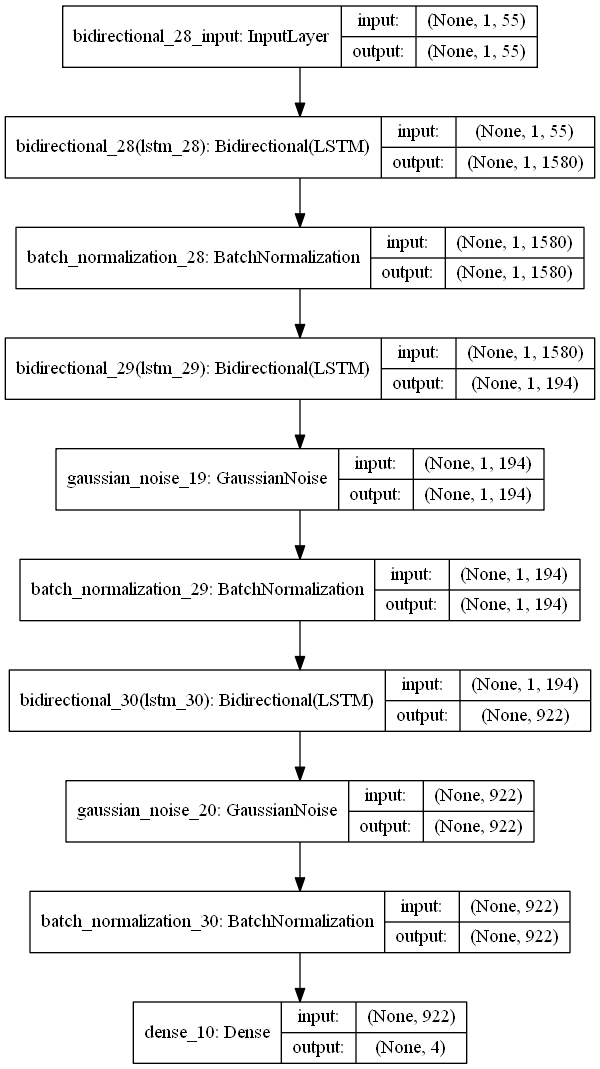 bidirectional_28_input: InputLayer
input:
(None, 1, 55)
output:
(None, 1, 55)
bidirectional_28(lstm_28): Bidirectional(LSTM)
input:
(None, 1, 55)
output:
(None, 1, 1580)
batch_normalization_28: BatchNormalization
input:
(None, 1, 1580)
output:
(None, 1, 1580)
bidirectional_29(lstm_29): Bidirectional(LSTM)
input:
(None, 1, 1580)
output:
(None, 1, 194)
gaussian_noise_19: GaussianNoise
input:
(None, 1, 194)
output:
(None, 1, 194)
batch_normalization_29: BatchNormalization
input:
(None, 1, 194)
output:
(None, 1, 194)
bidirectional_30(lstm_30): Bidirectional(LSTM)
input:
(None, 1, 194)
output:
(None, 922)
gaussian_noise_20: GaussianNoise
input:
(None, 922)
output:
(None, 922)
batch_normalization_30: BatchNormalization
input:
(None, 922)
output:
(None, 922)
dense_10: Dense
input:
(None, 922)
output:
(None, 4)